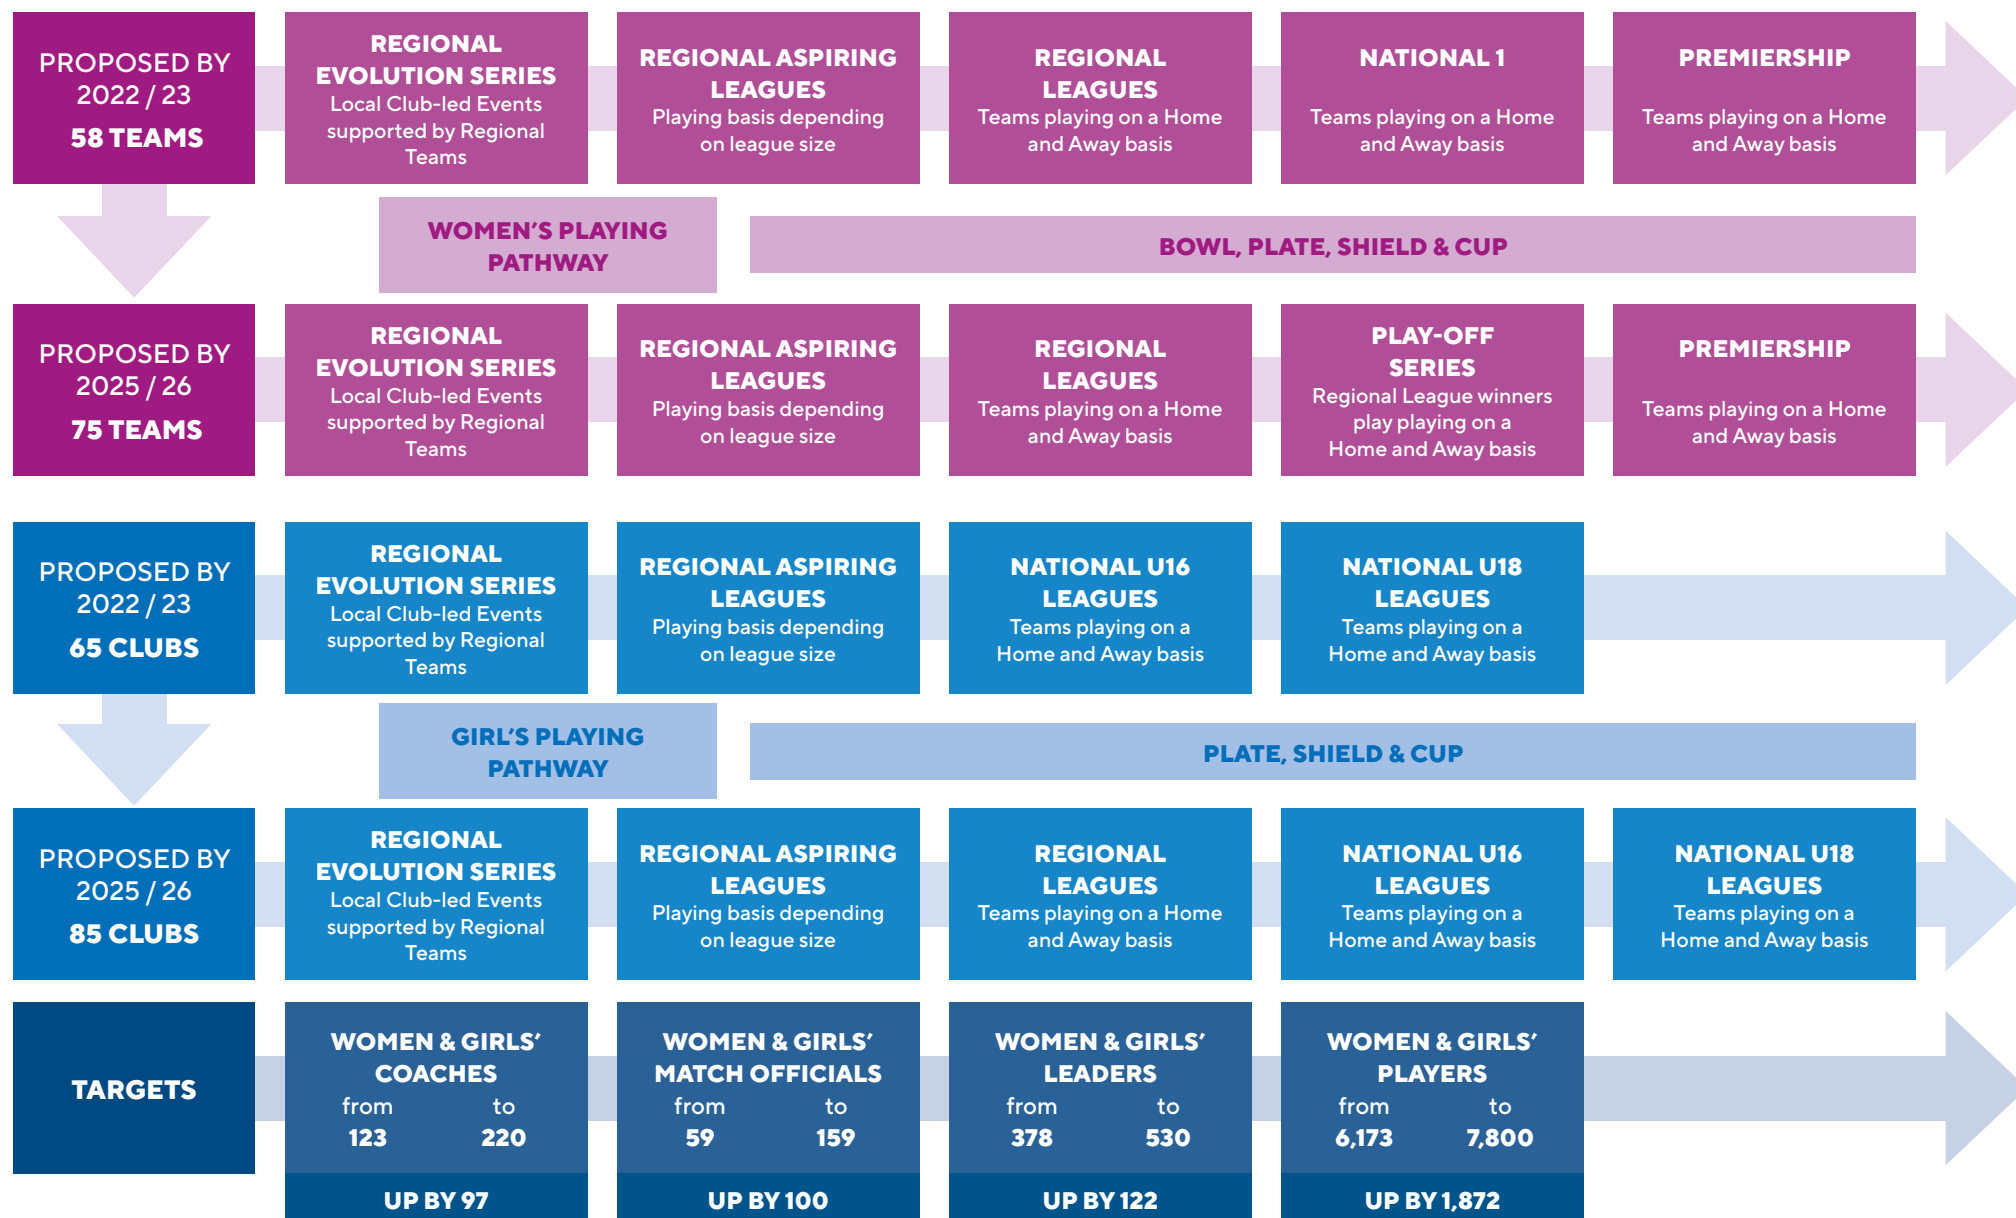 PROPOSED BY
2022 / 23
58 TEAMS
REGIONAL
EVOLUTION SERIES
Local Club-led Events
supported by Regional
Teams
REGIONAL ASPIRING
LEAGUES
Playing basis depending
on league size
REGIONAL
LEAGUES
Teams playing on a Home
and Away basis
NATIONAL 1
Teams playing on a Home
and Away basis
PREMIERSHIP
Teams playing on a Home
and Away basis
WOMEN'S PLAYING
PATHWAY
BOWL, PLATE, SHIELD & CUP
PROPOSED BY
2025 / 26
75 TEAMS
REGIONAL
EVOLUTION SERIES
Local Club-led Events
supported by Regional
Teams
REGIONAL ASPIRING
LEAGUES
Playing basis depending
on league size
REGIONAL
LEAGUES
Teams playing on a Home
and Away basis
PLAY-OFF
SERIES
Regional League winners
play playing on a
Home and Away basis
PREMIERSHIP
Teams playing on a Home
and Away basis
PROPOSED BY
2022 / 23
65 CLUBS
REGIONAL
EVOLUTION SERIES
Local Club-led Events
supported by Regional
Teams
REGIONAL ASPIRING
LEAGUES
Playing basis depending
on league size
NATIONAL U16
LEAGUES
Teams playing on a
Home and Away basis
NATIONAL U18
LEAGUES
Teams playing on a
Home and Away basis
GIRL'S PLAYING
PATHWAY
PLATE, SHIELD & CUP
PROPOSED BY
2025 / 26
85 CLUBS
REGIONAL
EVOLUTION SERIES
Local Club-led Events
supported by Regional
Teams
REGIONAL ASPIRING
LEAGUES
Playing basis depending
on league size
REGIONAL
LEAGUES
Teams playing on a Home
and Away basis
NATIONAL U16
LEAGUES
Teams playing on a
Home and Away basis
NATIONAL U18
LEAGUES
Teams playing on a
Home and Away basis
TARGETS
WOMEN & GIRLS'
COACHES
from to
123 220
UP BY 97
WOMEN & GIRLS'
MATCH OFFICIALS
from to
59 159
UP BY 100
WOMEN & GIRLS'
LEADERS
from to
378 530
UP BY 122
WOMEN & GIRLS'
PLAYERS
from to
6,173 7,800
UP BY 1,872